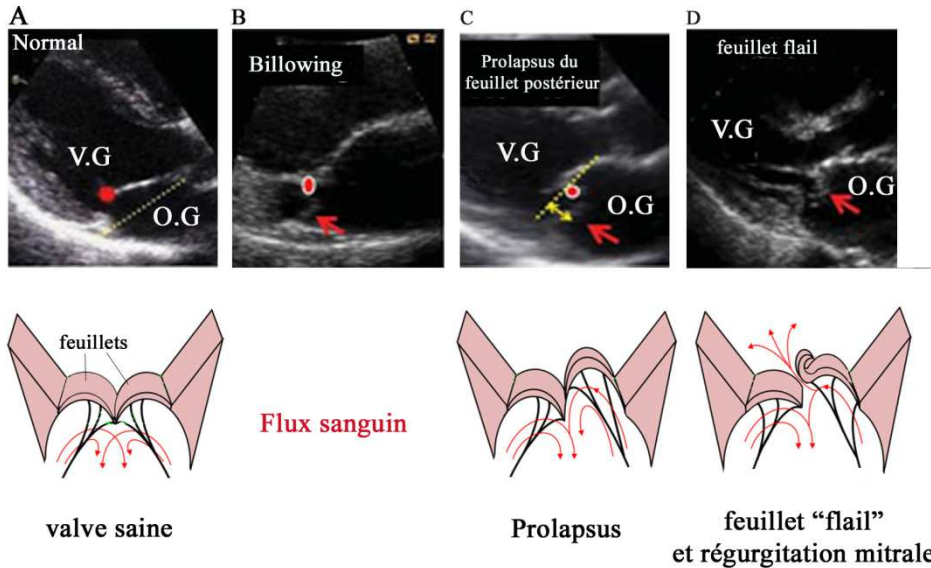 A
B
C
D
Normal
Billowing
Prolapsus du
feuillet postérieur
feuillet flail
V.G
O.G
V.G
O.G
V.G
O.G
feuillets
Flux sanguin
valve saine
Prolapsus
feuillet “flail”
et régurgitation mitrale